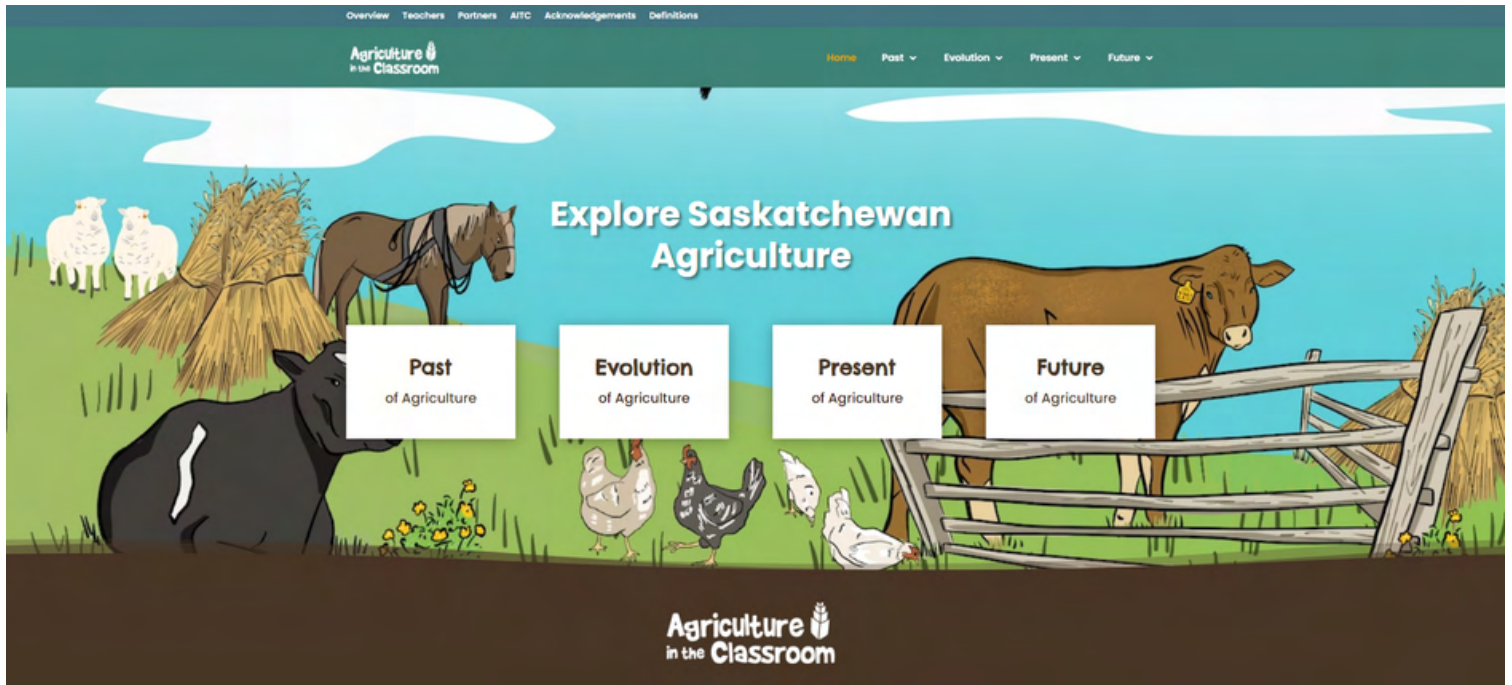 Overview Teachers Partners AITC Acknowledgements Definitions
Agriculture
in the Classroom
Home Past Evolution Present Future
Explore Saskatchewan
Agriculture
Past
of Agriculture
Evolution
of Agriculture
Present
of Agriculture
Future
of Agriculture
Agriculture
in the Classroom